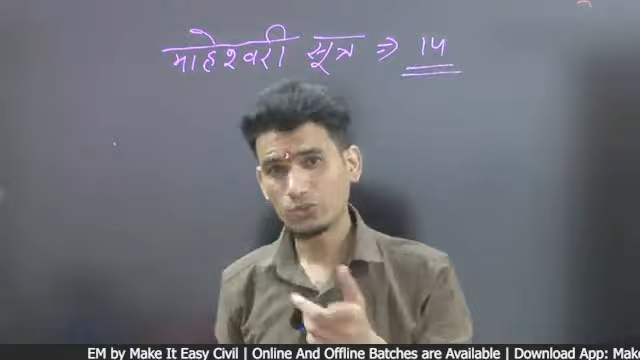 माहेश्वरी सूत्र ⇒ 14
EM by Make It Easy Civil | Online And Offline Batches are Available | Download App: Mak